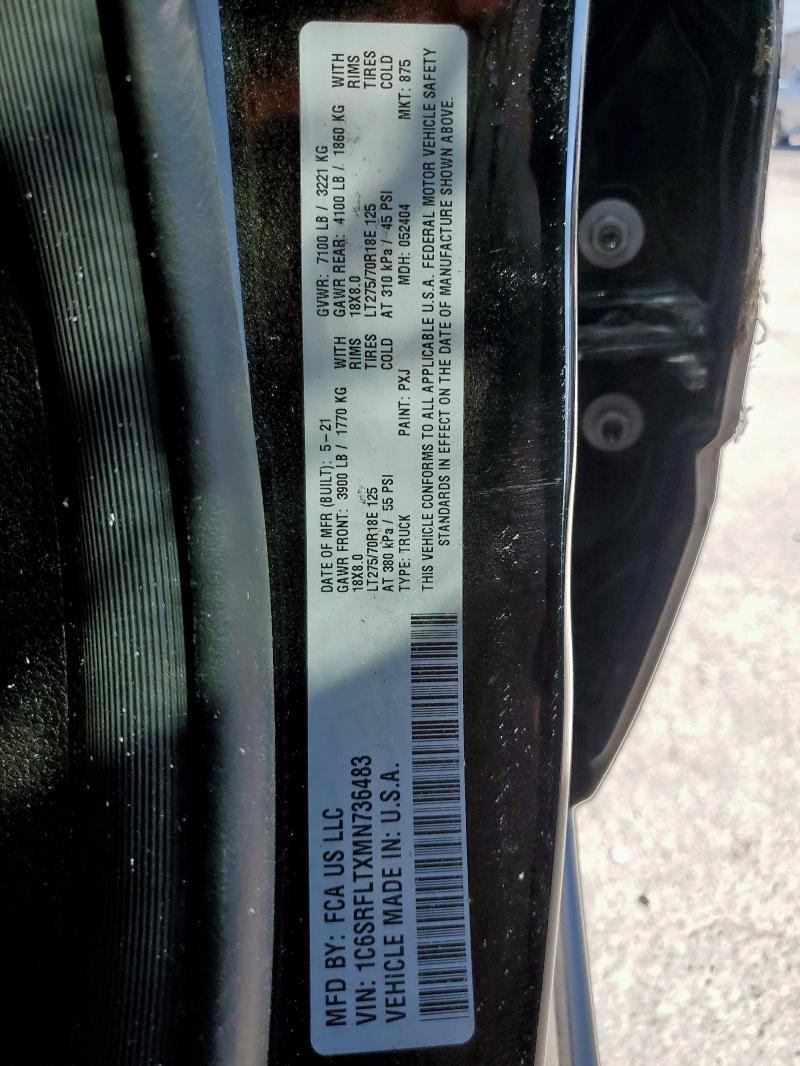 MFD BY: FCA US LLC
VIN: 1C6SRFLTXMN736483
VEHICLE MADE IN: U.S.A.
DATE OF MFR (BUILT): 5-21 GVWR: 7100 LB / 3221 KG
GAWR FRONT: 3900 LB / 1770 KG WITH GAWR REAR: 4100 LB / 1860 KG WITH
18X8.0 RIMS 18X8.0 RIMS
LT275/70R18E 125 TIRES LT275/70R18E 125 TIRES
AT 380 kPa / 55 PSI COLD AT 310 kPa / 45 PSI COLD
TYPE: TRUCK PAINT: PXJ MDH: 052404 MKT: 875
THIS VEHICLE CONFORMS TO ALL APPLICABLE U.S.A. FEDERAL MOTOR VEHICLE SAFETY
STANDARDS IN EFFECT ON THE DATE OF MANUFACTURE SHOWN ABOVE.